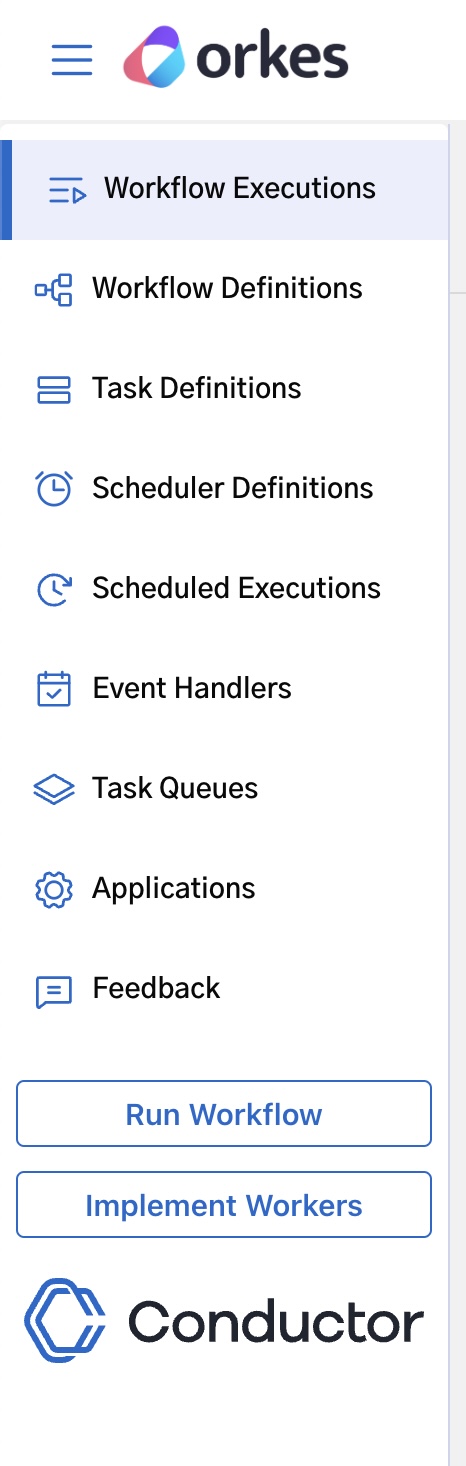 orkes
Workflow Executions
Workflow Definitions
Task Definitions
Scheduler Definitions
Scheduled Executions
Event Handlers
Task Queues
Applications
Feedback
Run Workflow
Implement Workers
Conductor